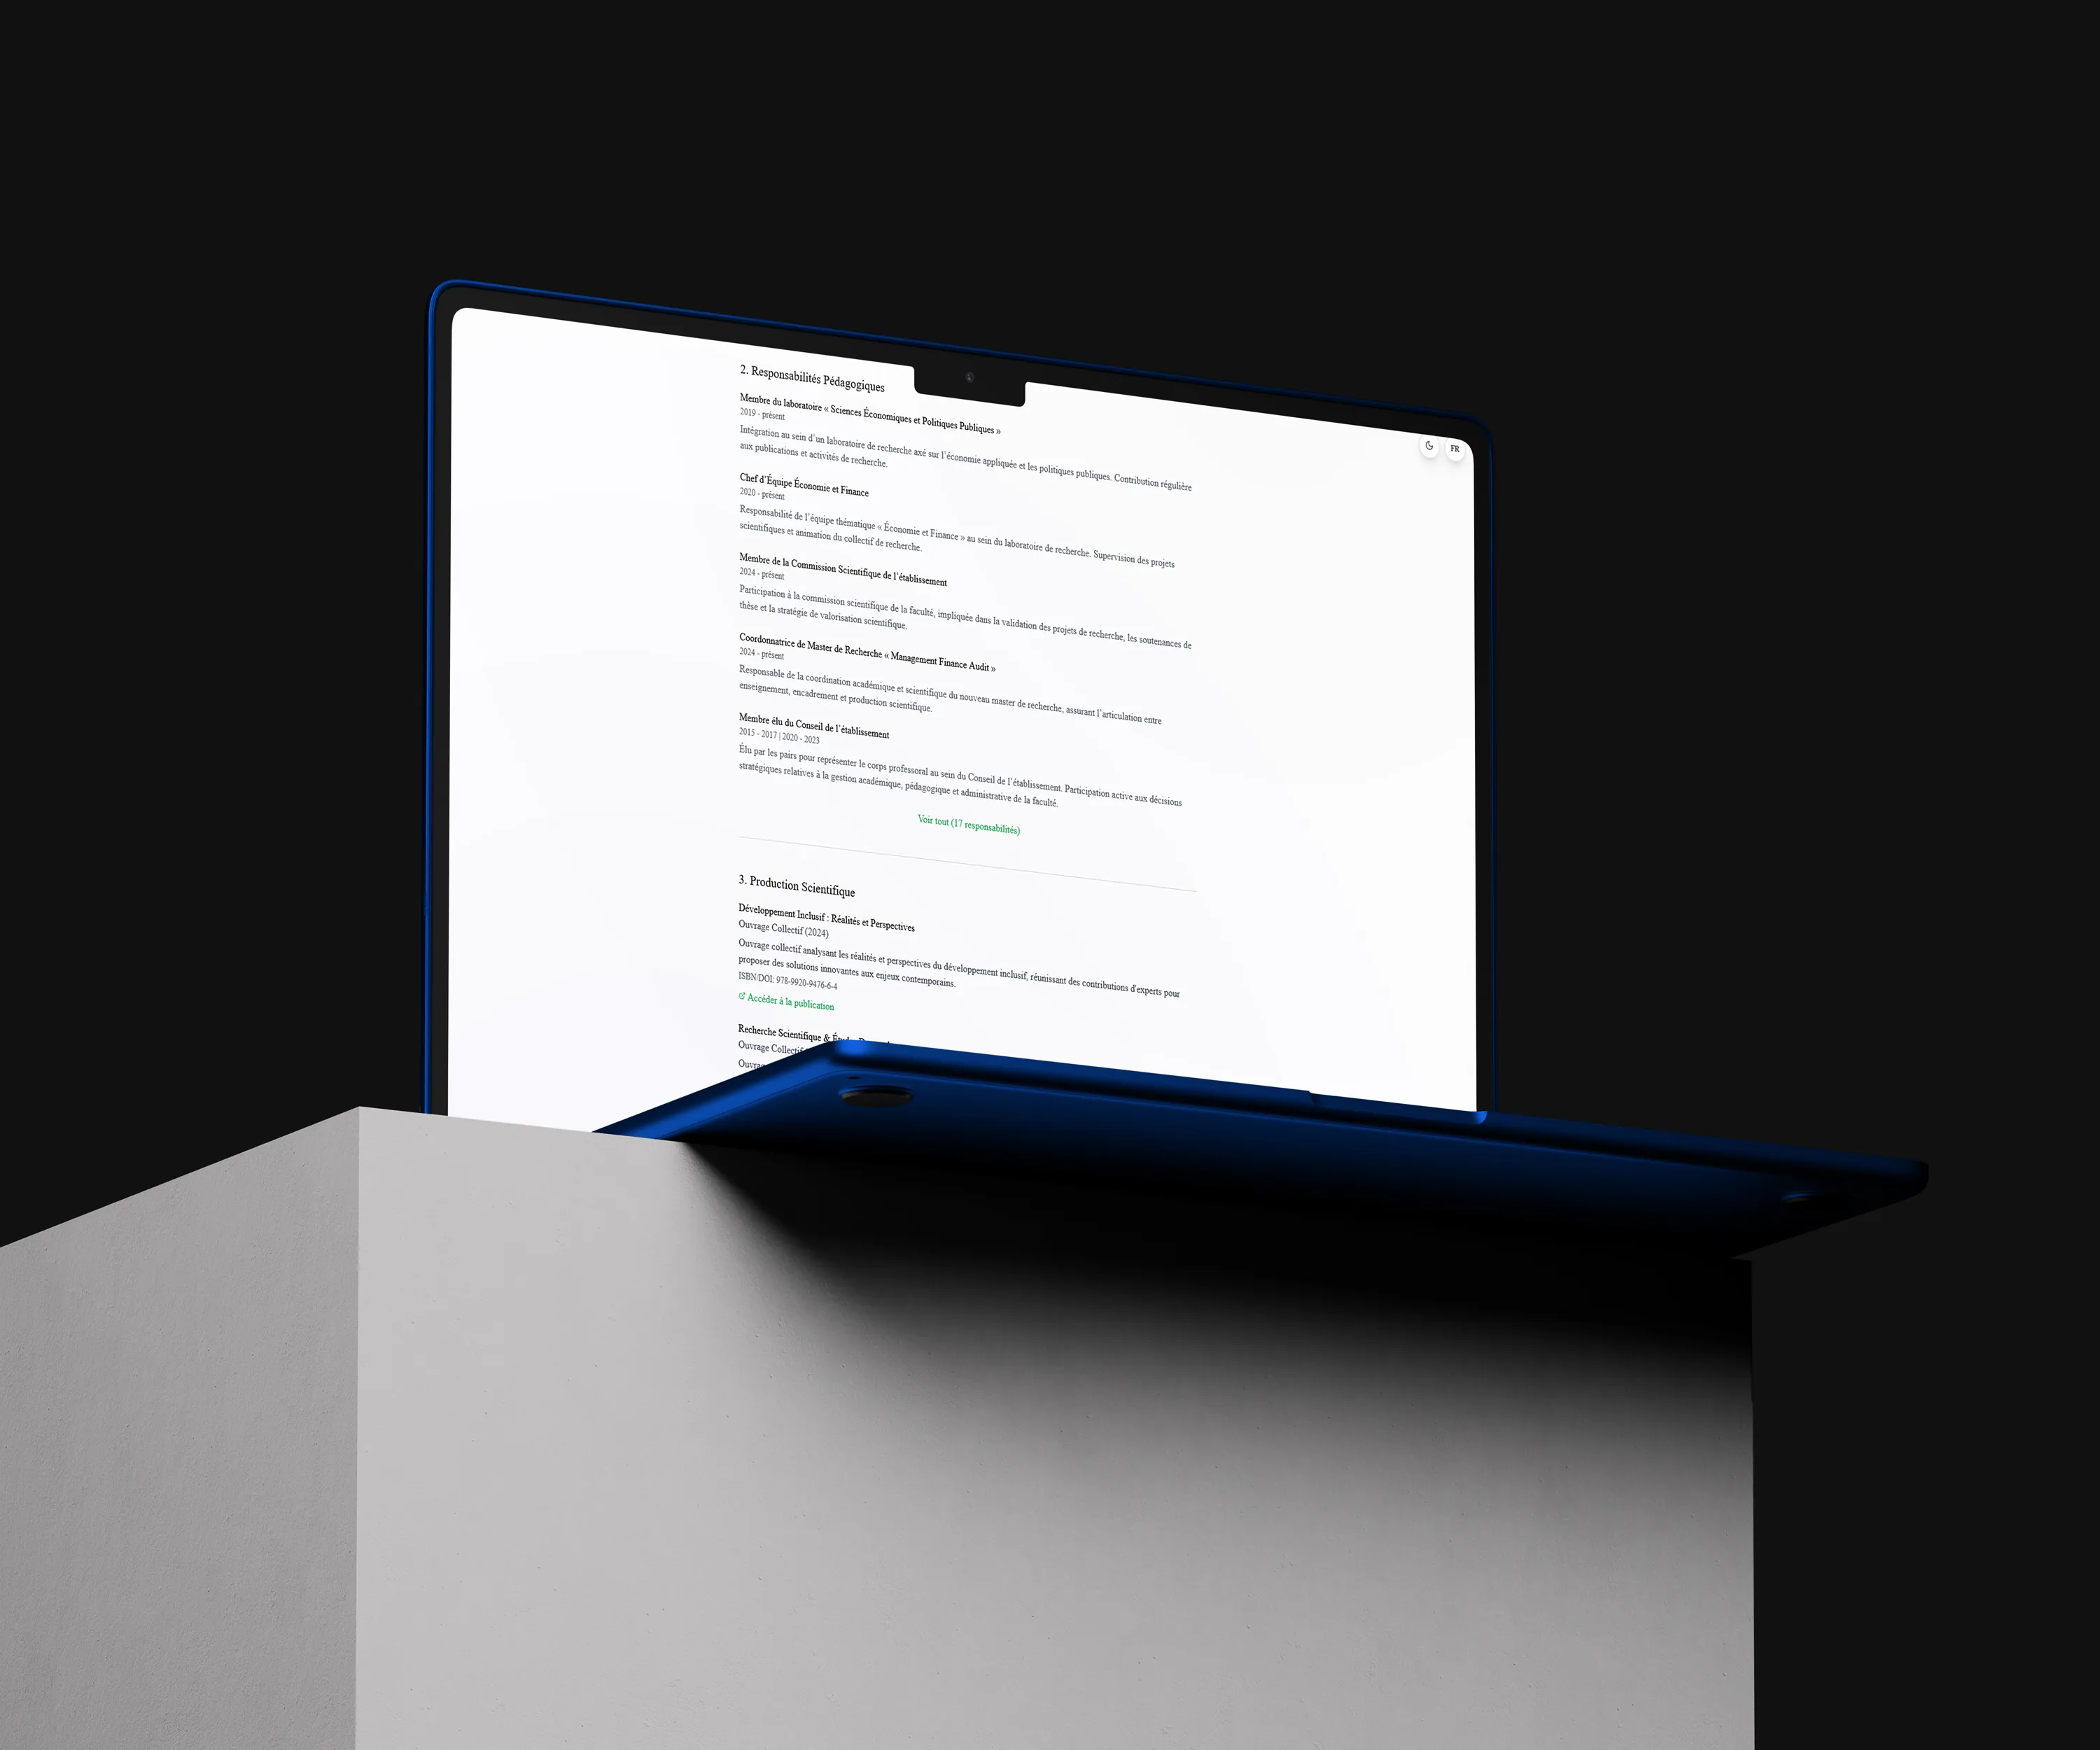 2. Responsabilités Pédagogiques
Membre du laboratoire « Sciences Économiques et Politiques Publiques »
2019 - présent
Intégration au sein d’un laboratoire de recherche axé sur l’économie appliquée et les politiques publiques. Contribution régulière
aux publications et activités de recherche.
Chef d’Équipe Économie et Finance
2020 - présent
Responsabilité de l’équipe thématique « Économie et Finance » au sein du laboratoire de recherche. Supervision des projets
scientifiques et animation du collectif de recherche.
Membre de la Commission Scientifique de l’établissement
2024 - présent
Participation à la commission scientifique de la faculté, impliquée dans la validation des projets de recherche, les soutenances de
thèse et la stratégie de valorisation scientifique.
Coordonnatrice de Master de Recherche « Management Finance Audit »
2024 - présent
Responsable de la coordination académique et scientifique du nouveau master de recherche, assurant l’articulation entre
enseignement, encadrement et production scientifique.
Membre élu du Conseil de l’établissement
2015 - 2017 | 2020 - 2023
Élu par les pairs pour représenter le corps professoral au sein du Conseil de l’établissement. Participation active aux décisions
stratégiques relatives à la gestion académique, pédagogique et administrative de la faculté.
Voir tout (17 responsabilités)
3. Production Scientifique
Développement Inclusif : Réalités et Perspectives
Ouvrage Collectif (2024)
Ouvrage collectif analysant les réalités et perspectives du développement inclusif, réunissant des contributions d'experts pour
proposer des solutions innovantes aux enjeux contemporains.
ISBN/DOI: 978-9920-9476-6-4
Accéder à la publication
Recherche Scientifique &
Ouvrage Collectif
FR